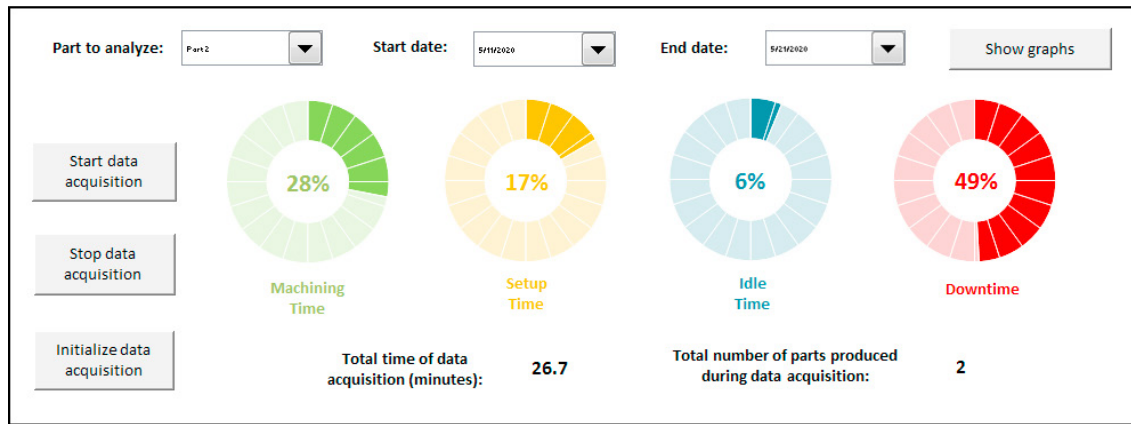 Part to analyze:
Part 2
Start date:
5/11/2020
End date:
5/21/2020
Show graphs
Start data
acquisition
28%
17%
6%
49%
Stop data
acquisition
Machining
Time
Setup
Time
Idle
Time
Downtime
Initialize data
acquisition
Total time of data
acquisition (minutes):
26.7
Total number of parts produced
during data acquisition:
2